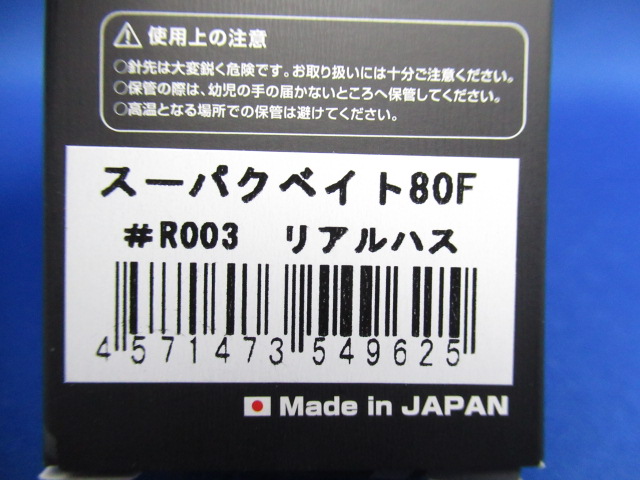 使用上の注意
○針先は大変鋭く危険です。お取り扱いには十分ご注意ください。
○保管の際は、幼児の手の届かないところへ保管してください。
○高温となる場所での保管は避けてください。
スーパクベイト80F
#R003 リアルハス
4571473549625
Made in JAPAN